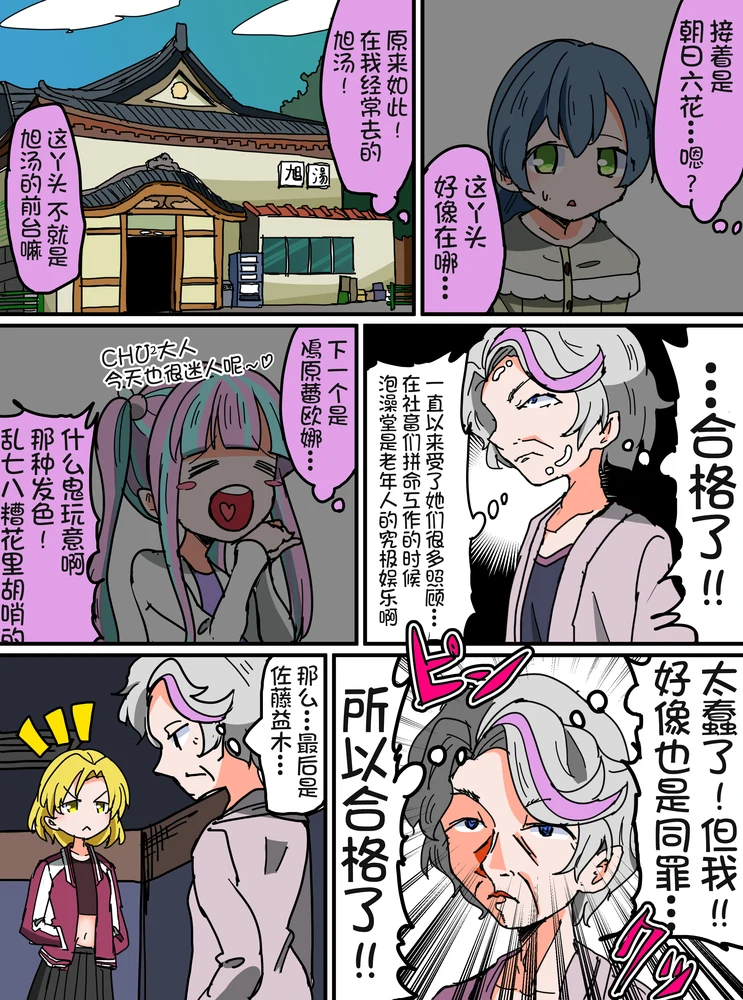 接着是
朝日六花…嗯？
这丫头
好像在哪…
原来如此！
在我经常去的
旭汤！
旭湯
这丫头 不就是
旭汤的前台嘛
…合格了!!
一直以来受了她们很多照顾…
在社畜们拼命工作的时候
泡澡堂是老年人的究极娱乐啊
下一个是
鳰原蕾欧娜…
CHU²大人
今天也很迷人呢～♡
什么鬼玩意啊
那种发色！
乱七八糟花里胡哨的
太蠢了！但我!!
好像也是同罪…
ピーン
所以合格了!!
クワッ
那么…最后是
佐藤益木…